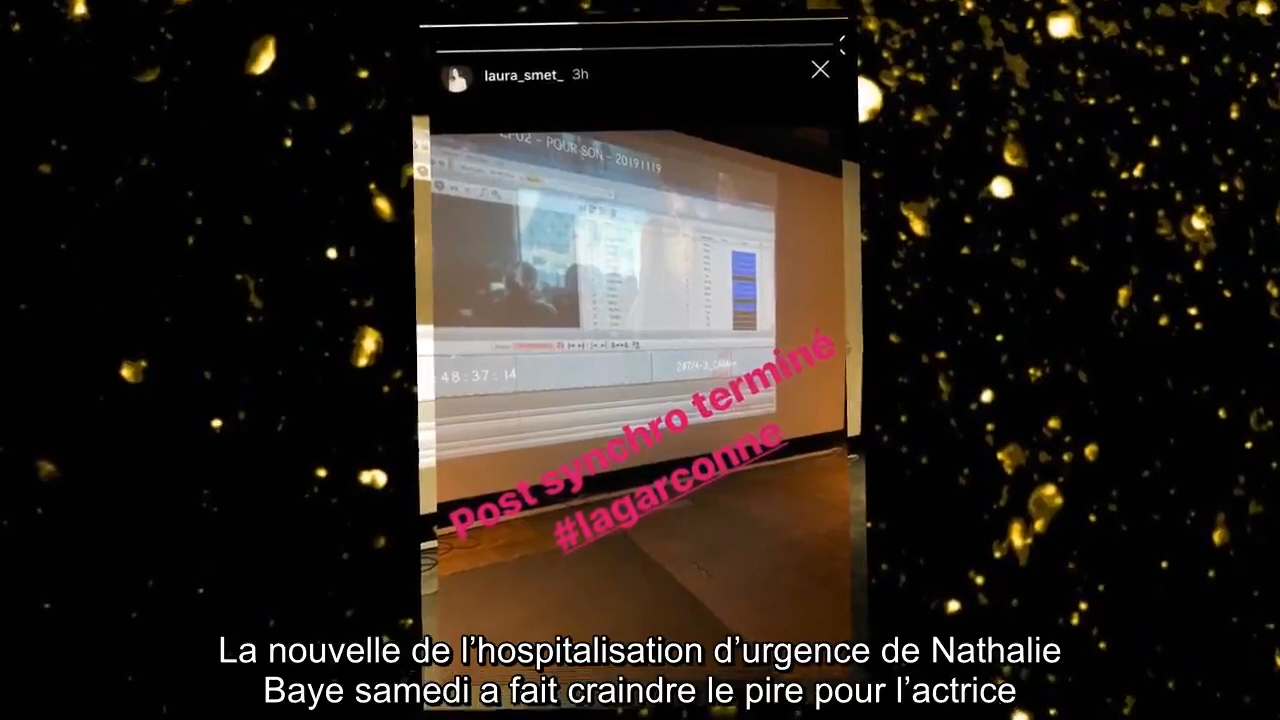 laura_smet_ 3h
POUR SON - 20191119
:48:37:14
Post synchro terminé
#lagarconne
La nouvelle de l’hospitalisation d’urgence de Nathalie
Baye samedi a fait craindre le pire pour l’actrice